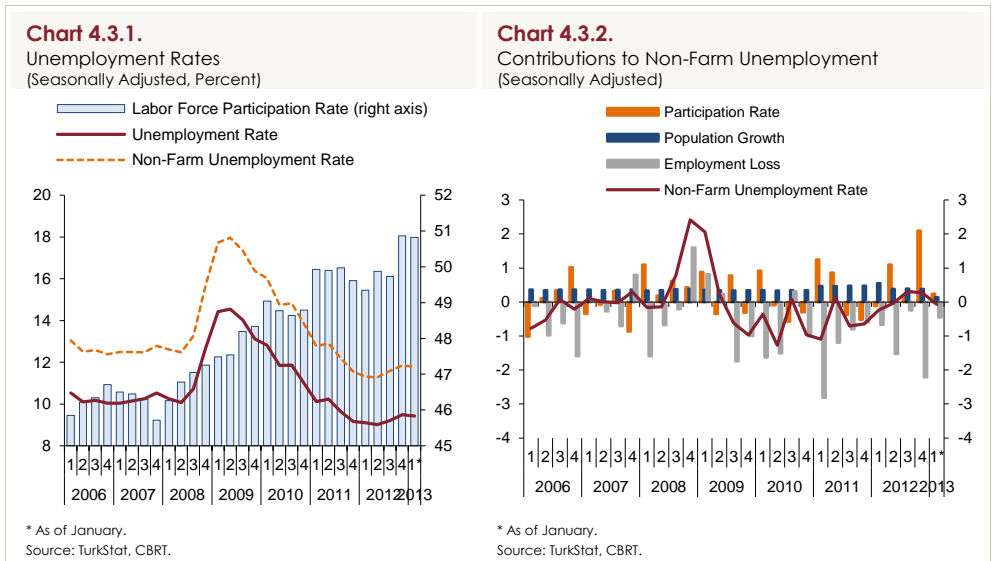 Chart 4.3.1.
Unemployment Rates
(Seasonally Adjusted, Percent)
Labor Force Participation Rate (right axis)
Unemployment Rate
Non-Farm Unemployment Rate
20
18
16
14
12
10
8
52
51
50
49
48
47
46
45
1 2 3 4 1 2 3 4 1 2 3 4 1 2 3 4 1 2 3 4 1 2 3 4 1 2 3 4 1*
2006 2007 2008 2009 2010 2011 2012 2013
* As of January.
Source: TurkStat, CBRT.
Chart 4.3.2.
Contributions to Non-Farm Unemployment
(Seasonally Adjusted)
Participation Rate
Population Growth
Employment Loss
Non-Farm Unemployment Rate
3
2
1
0
-1
-2
-3
-4
3
2
1
0
-1
-2
-3
-4
1 2 3 4 1 2 3 4 1 2 3 4 1 2 3 4 1 2 3 4 1 2 3 4 1 2 3 4 1*
2006 2007 2008 2009 2010 2011 2012 2013
* As of January.
Source: TurkStat, CBRT.